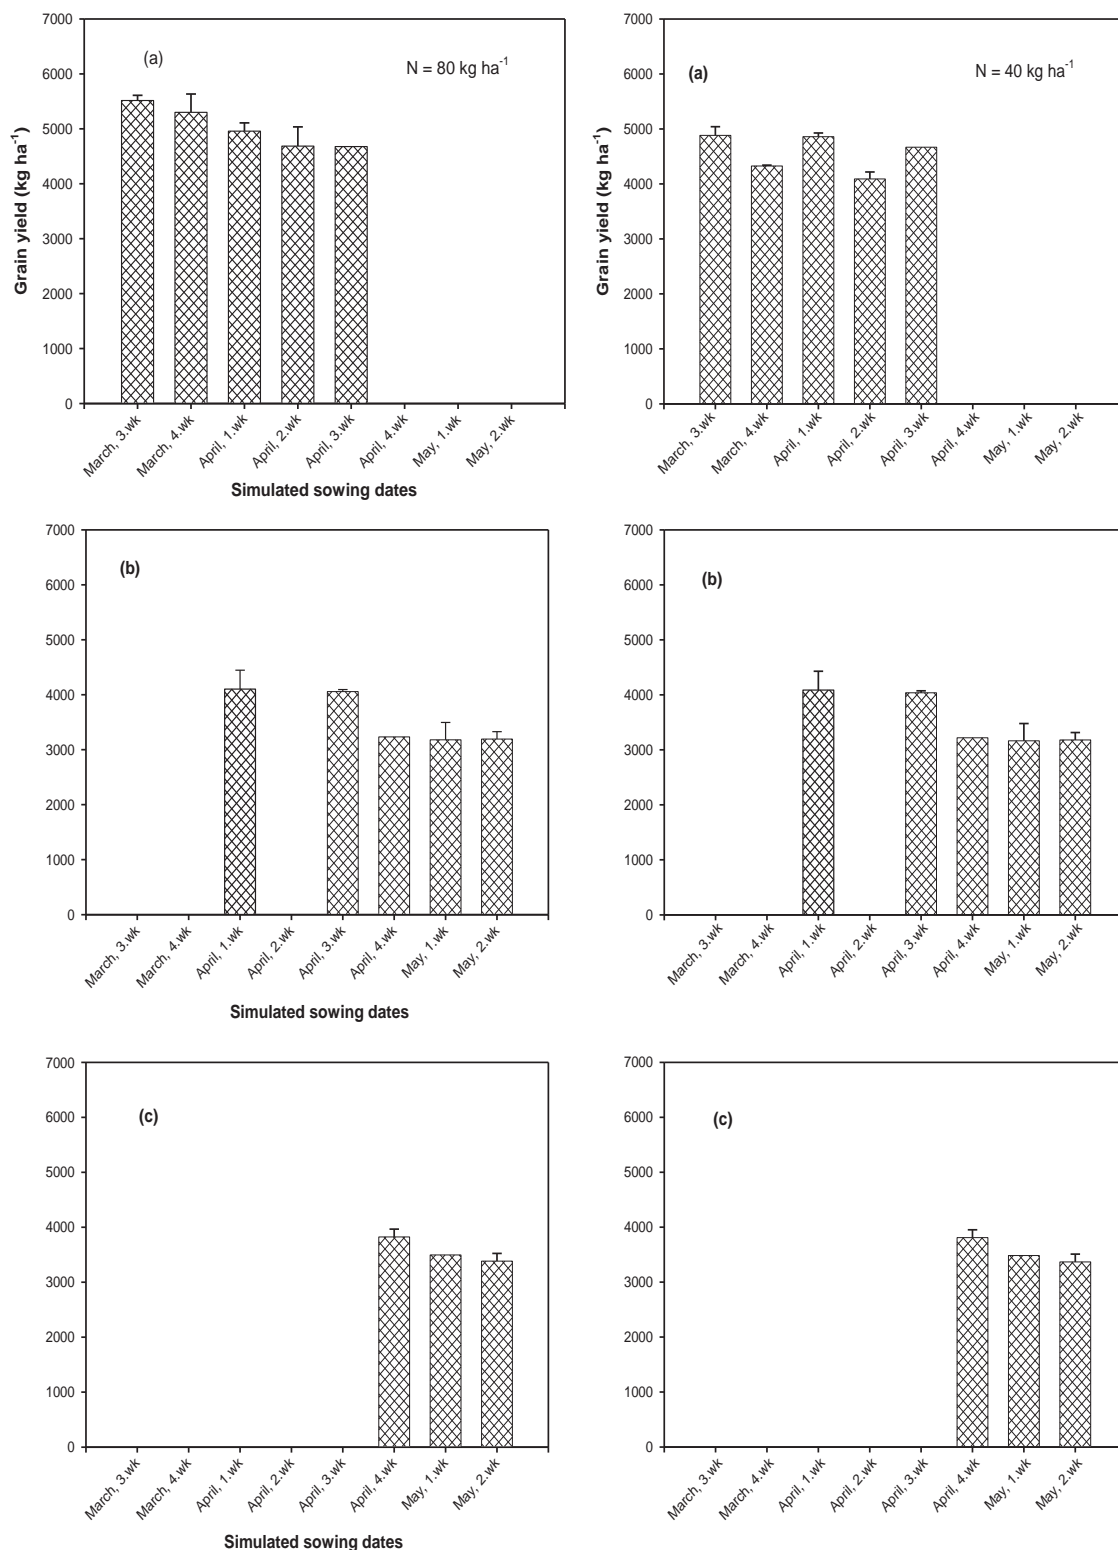 7000
6000
5000
4000
3000
2000
1000
0
Grain yield (kg ha-1)
(a)
N = 80 kg ha-1
March, 3.wk
March, 4.wk
April, 1.wk
April, 2.wk
April, 3.wk
April, 4.wk
May, 1.wk
May, 2.wk
Simulated sowing dates
7000
6000
5000
4000
3000
2000
1000
0
Grain yield (kg ha-1)
(a)
N = 40 kg ha-1
March, 3.wk
March, 4.wk
April, 1.wk
April, 2.wk
April, 3.wk
April, 4.wk
May, 1.wk
May, 2.wk
7000
6000
5000
4000
3000
2000
1000
0
(b)
March, 3.wk
March, 4.wk
April, 1.wk
April, 2.wk
April, 3.wk
April, 4.wk
May, 1.wk
May, 2.wk
Simulated sowing dates
7000
6000
5000
4000
3000
2000
1000
0
(b)
March, 3.wk
March, 4.wk
April, 1.wk
April, 2.wk
April, 3.wk
April, 4.wk
May, 1.wk
May, 2.wk
7000
6000
5000
4000
3000
2000
1000
0
(c)
March, 3.wk
March, 4.wk
April, 1.wk
April, 2.wk
April, 3.wk
April, 4.wk
May, 1.wk
May, 2.wk
Simulated sowing dates
7000
6000
5000
4000
3000
2000
1000
0
(c)
March, 3.wk
March, 4.wk
April, 1.wk
April, 2.wk
April, 3.wk
April, 4.wk
May, 1.wk
May, 2.wk